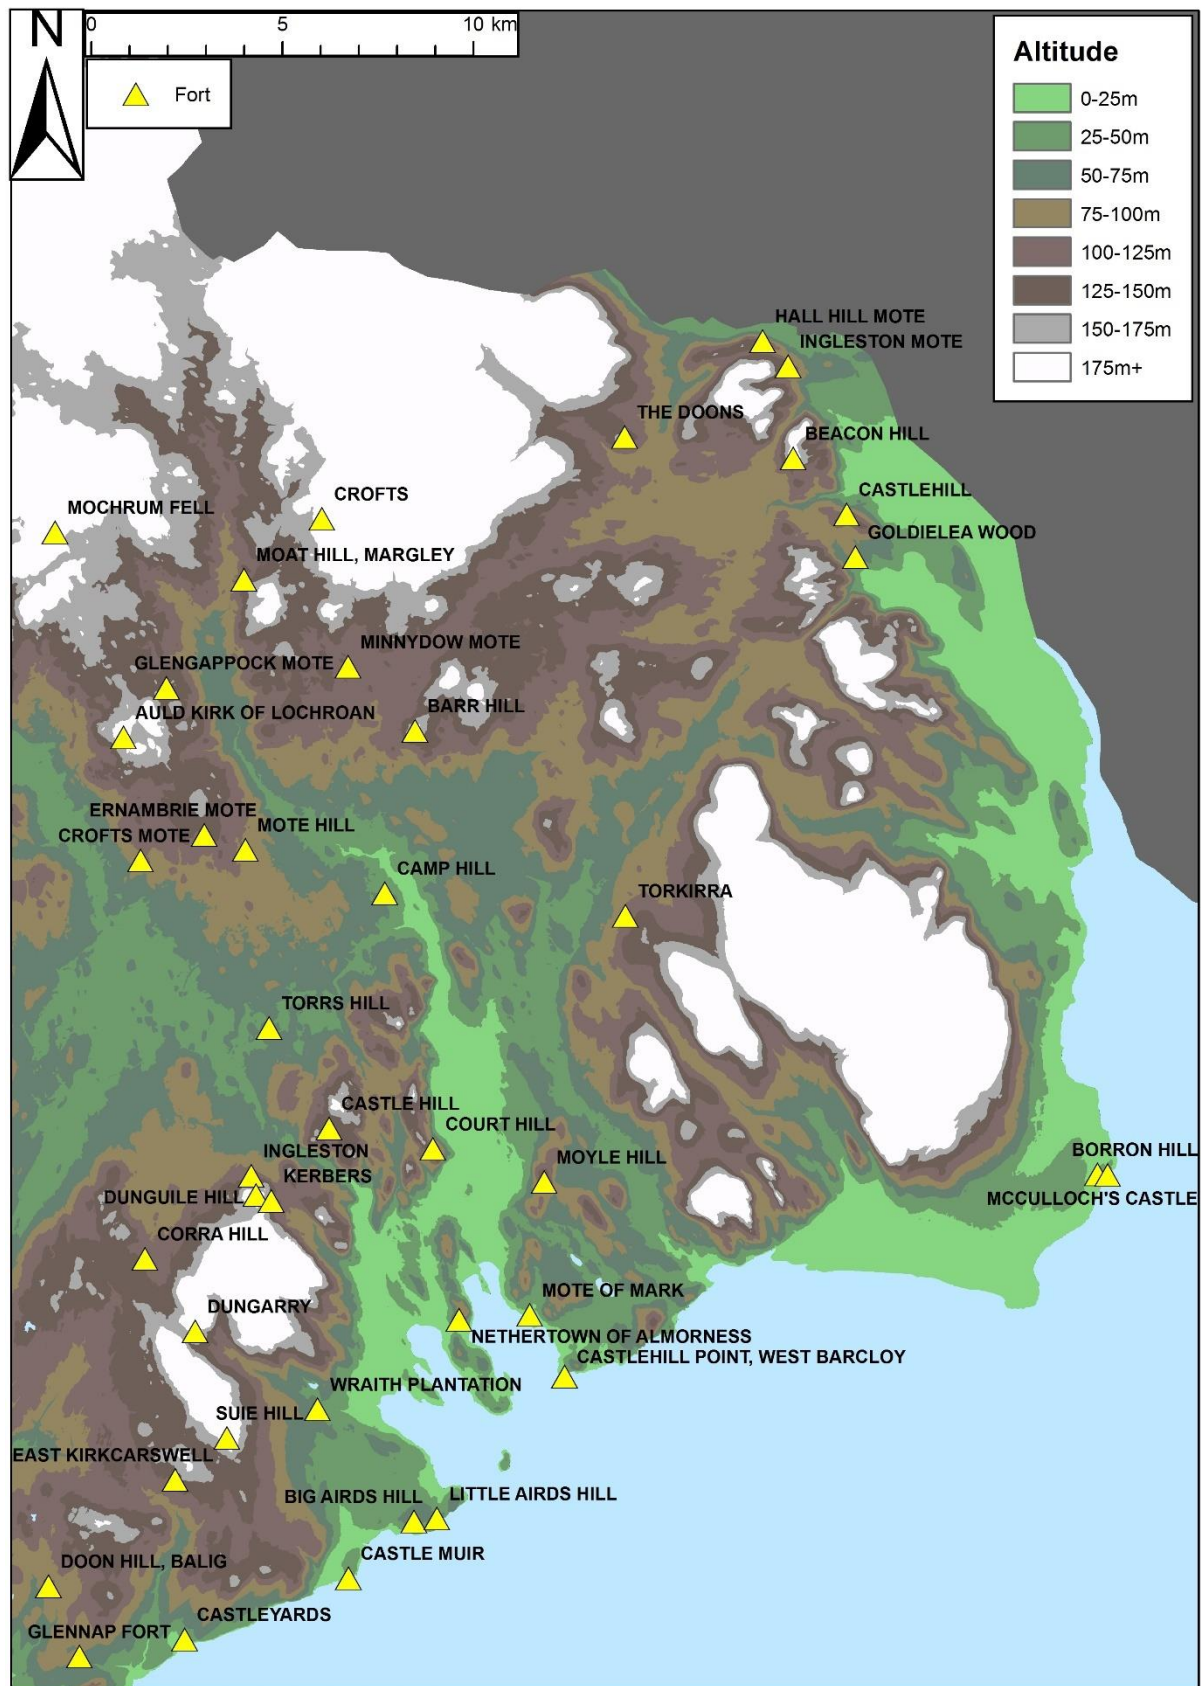 N
0 5 10 km
Fort
Altitude
0-25m
25-50m
50-75m
75-100m
100-125m
125-150m
150-175m
175m+
HALL HILL MOTE
INGLESTON MOTE
THE DOONS
BEACON HILL
CASTLEHILL
CROFTS
MOCHRUM FELL
GOLDIELEA WOOD
MOAT HILL, MARGLEY
MINNYDOW MOTE
GLENGAPPOCK MOTE
BARR HILL
AULD KIRK OF LOCHROAN
ERNAMBRIE MOTE
MOTE HILL
CROFTS MOTE
CAMP HILL
TORKIRRA
TORRS HILL
CASTLE HILL
COURT HILL
INGLESTON
MOYLE HILL
BORRON HILL
KERBERS
DUNGUILE HILL
MCCULLOCH'S CASTLE
CORRA HILL
MOTE OF MARK
DUNGARRY
NETHERTOWN OF ALMORNESS
CASTLEHILL POINT, WEST BARCLOY
WRAITH PLANTATION
SUIE HILL
EAST KIRKCARSWELL
BIG AIRDS HILL
LITTLE AIRDS HILL
CASTLE MUIR
DOON HILL, BALIG
CASTLEYARDS
GLENNAP FORT